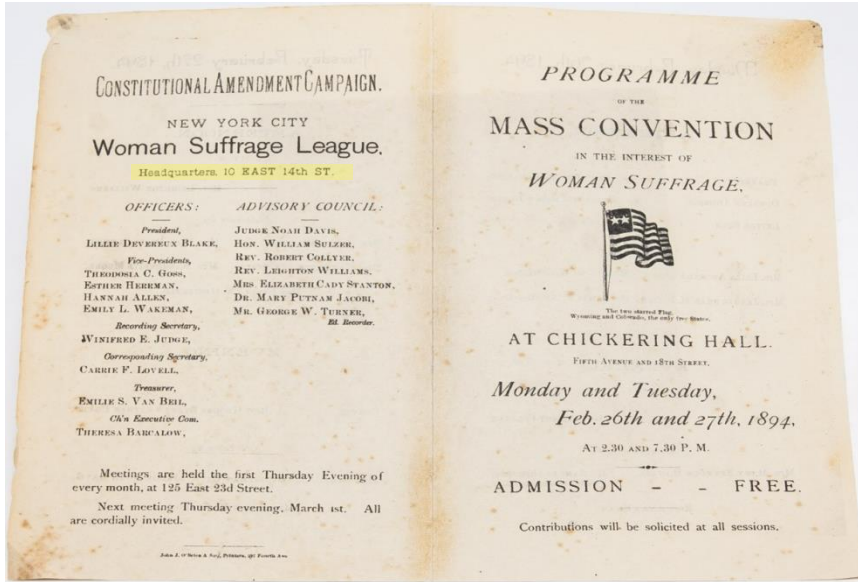 CONSTITUTIONAL AMENDMENT CAMPAIGN.
NEW YORK CITY
Woman Suffrage League.
Headquarters, 10 EAST 14th ST.
OFFICERS:
President,
LILLIE DEVEREUX BLAKE,
Vice-Presidents,
THEODOSIA C. GOSS,
ESTHER HERRMAN,
HANNAH ALLEN,
EMILY L. WAKEMAN,
Recording Secretary,
WINIFRED E. JUDGE,
Corresponding Secretary,
CARRIE F. LOVELL,
Treasurer,
EMILIE S. VAN BEIL,
Ch'n Executive Com.
THERESA BARCALOW,
ADVISORY COUNCIL:
JUDGE NOAH DAVIS,
HON. WILLIAM SULZER,
REV. ROBERT COLLYER,
REV. LEIGHTON WILLIAMS,
MRS. ELIZABETH CADY STANTON,
DR. MARY PUTNAM JACOBI,
MR. GEORGE W. TURNER,
Ed. Recorder.
Meetings are held the first Thursday Evening of
every month, at 125 East 23d Street.
Next meeting Thursday evening, March 1st. All
are cordially invited.
PROGRAMME
OF THE
MASS CONVENTION
IN THE INTEREST OF
WOMAN SUFFRAGE,
The two starred Flag,
Wyoming and Colorado, the only free States.
AT CHICKERING HALL.
FIFTH AVENUE AND 18TH STREET,
Monday and Tuesday,
Feb. 26th and 27th, 1894,
AT 2.30 AND 7.30 P. M.
ADMISSION - - FREE.
Contributions will be solicited at all sessions.